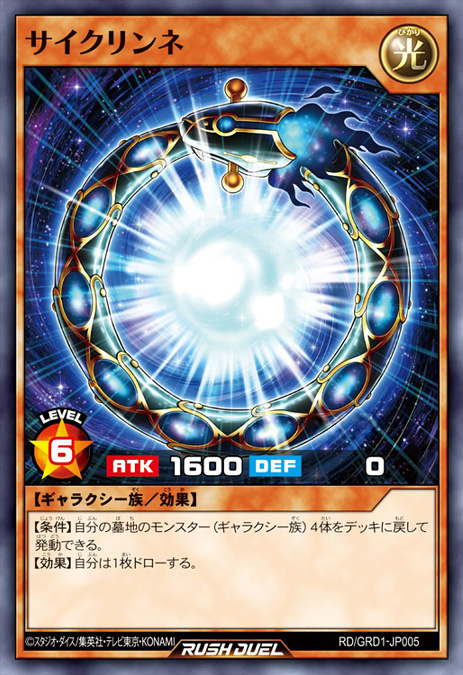 サイクリンネ
ひかり
光
LEVEL
6
ATK 1600 DEF 0
【ギャラクシー族／効果】
【条件】自分の墓地のモンスター（ギャラクシー族）4体をデッキに戻して
発動できる。
【効果】自分は1枚ドローする。
©スタジオ・ダイス/集英社・テレビ東京・KONAMI
RUSH DUEL
RD/GRD1-JP005